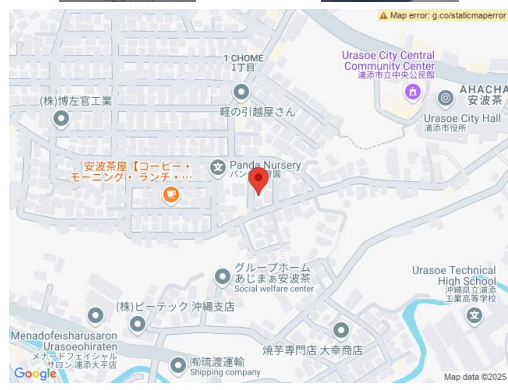 Map error: g.co/staticmaperror
Urasoe City Central
Community Center
浦添市立中央公民館
1 CHOME
1丁目
AHACHA
安波茶
Urasoe City Hall
浦添市役所
(株)博左官工業
軽の引越屋さん
安波茶屋【コーヒー・
モーニング・ランチ・…
Panda Nursery
グループホーム
あじまぁ安波茶
Social welfare center
Urasoe Technical
High School
沖縄県立浦添
工業高等学校
(株)ピーテック 沖縄支店
Menadofeisharusaron
Urasoeohiraten
メナードフェイシャル
サロン 浦添大平店
焼芋専門店 大幸商店
㈲琉渡運輸
Shipping company
Google
Map data ©2025